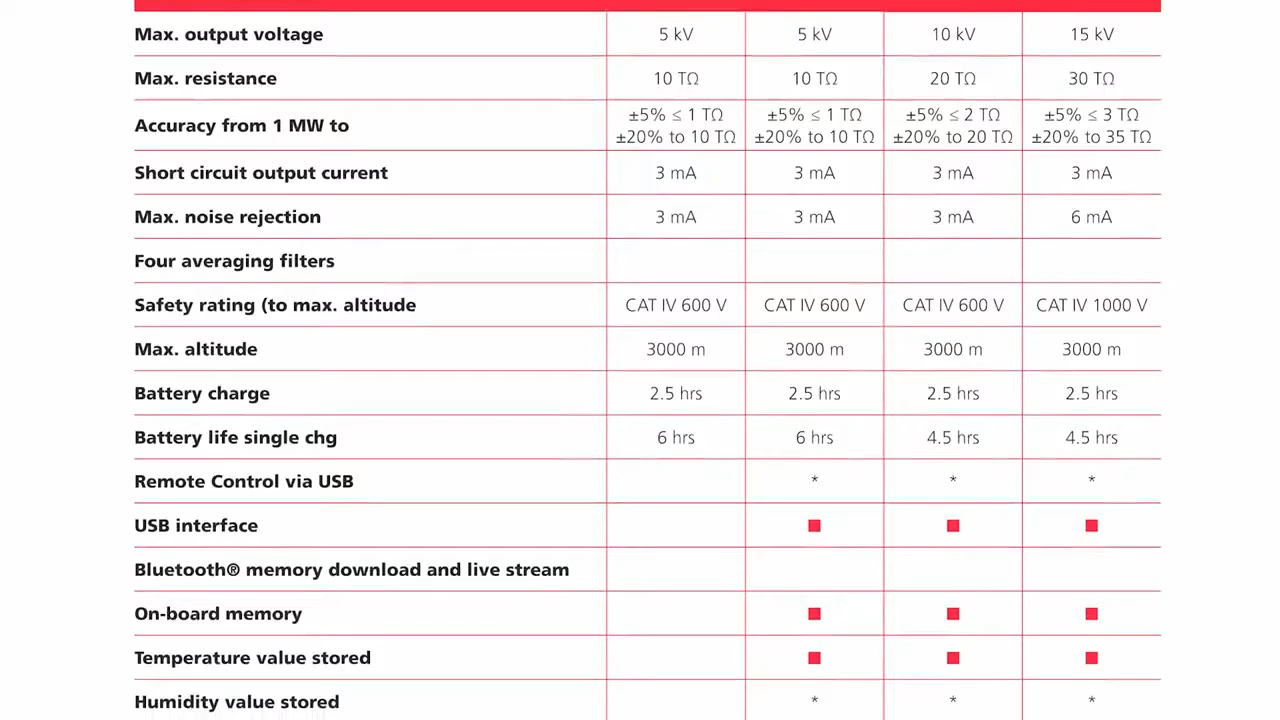 Max. output voltage 5 kV 5 kV 10 kV 15 kV
Max. resistance 10 TΩ 10 TΩ 20 TΩ 30 TΩ
±5% ≤ 1 TΩ ±5% ≤ 1 TΩ ±5% ≤ 2 TΩ ±5% ≤ 3 TΩ
Accuracy from 1 MW to
±20% to 10 TΩ ±20% to 10 TΩ ±20% to 20 TΩ ±20% to 35 TΩ
Short circuit output current 3 mA 3 mA 3 mA 3 mA
Max. noise rejection 3 mA 3 mA 3 mA 6 mA
Four averaging filters
Safety rating (to max. altitude CAT IV 600 V CAT IV 600 V CAT IV 600 V CAT IV 1000 V
Max. altitude 3000 m 3000 m 3000 m 3000 m
Battery charge 2.5 hrs 2.5 hrs 2.5 hrs 2.5 hrs
Battery life single chg 6 hrs 6 hrs 4.5 hrs 4.5 hrs
Remote Control via USB * * *
USB interface ■ ■ ■
Bluetooth® memory download and live stream
On-board memory ■ ■ ■
Temperature value stored ■ ■ ■
Humidity value stored * * *